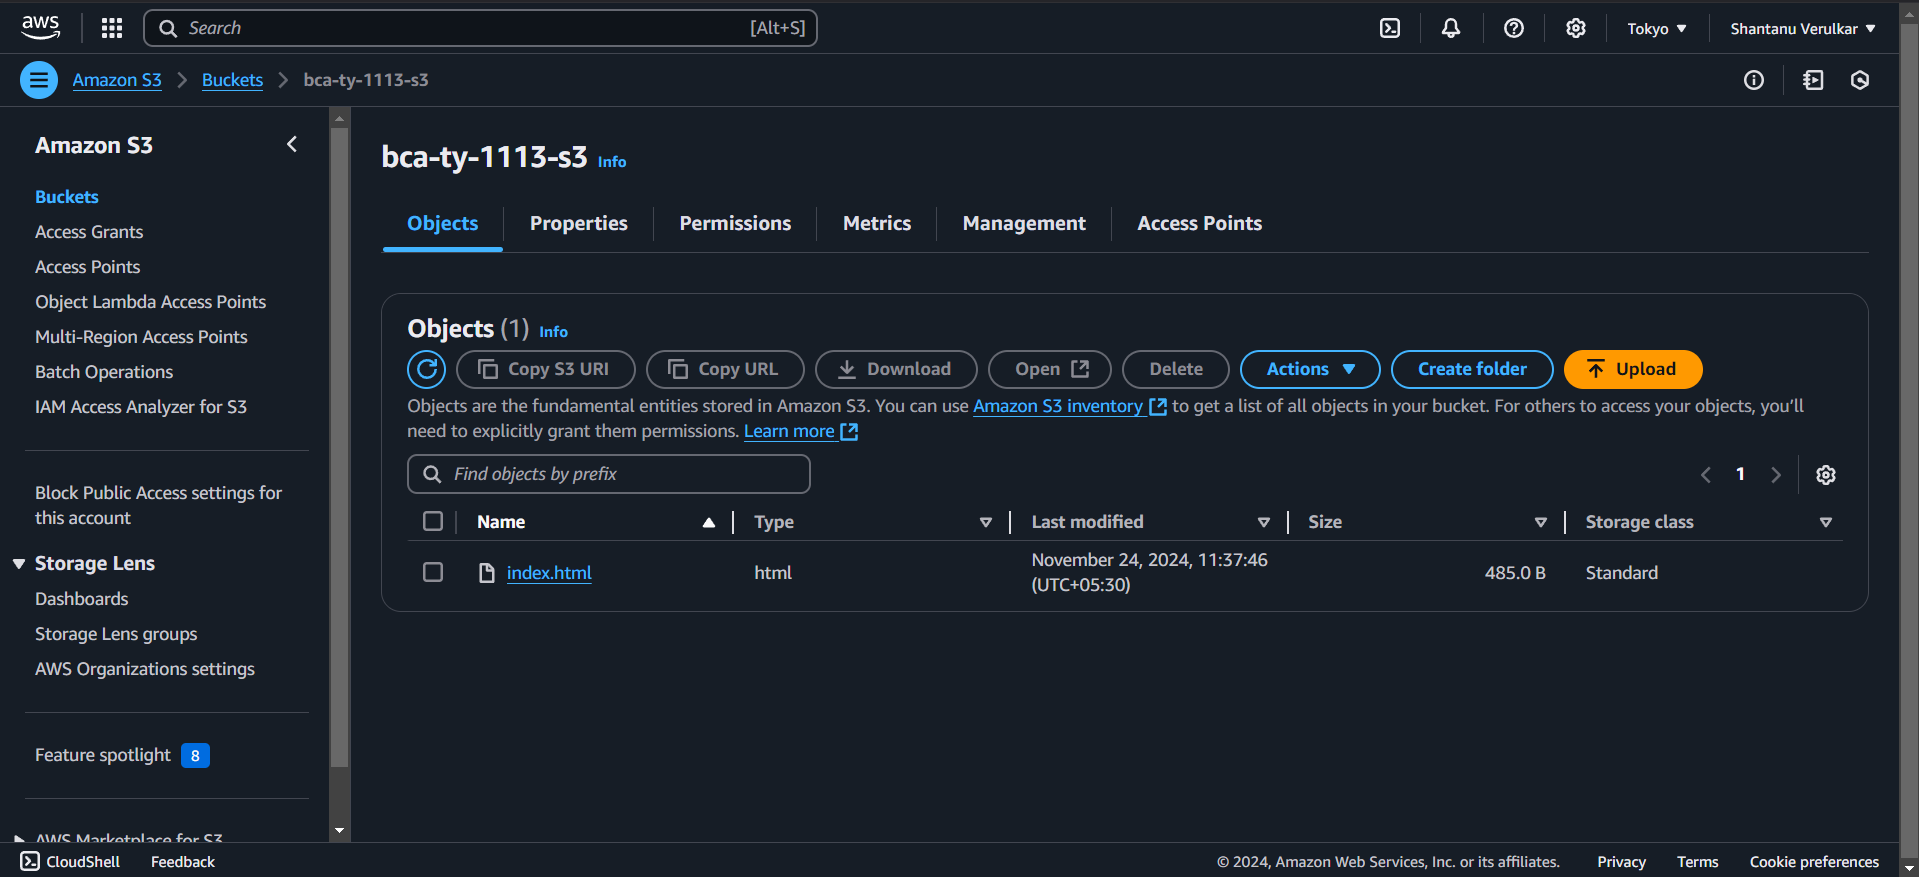 aws
Search [Alt+S]
Tokyo
Shantanu Verulkar
Amazon S3 Buckets bca-ty-1113-s3
Amazon S3
Buckets
Access Grants
Access Points
Object Lambda Access Points
Multi-Region Access Points
Batch Operations
IAM Access Analyzer for S3
Block Public Access settings for
this account
Storage Lens
Dashboards
Storage Lens groups
AWS Organizations settings
Feature spotlight 8
AWS Marketplace for S3
bca-ty-1113-s3 Info
Objects Properties Permissions Metrics Management Access Points
Objects (1) Info
Copy S3 URI Copy URL Download Open Delete Actions Create folder Upload
Objects are the fundamental entities stored in Amazon S3. You can use Amazon S3 inventory to get a list of all objects in your bucket. For others to access your objects, you’ll
need to explicitly grant them permissions. Learn more
Find objects by prefix
1
Name Type Last modified Size Storage class
index.html html November 24, 2024, 11:37:46 485.0 B Standard
(UTC+05:30)
CloudShell Feedback © 2024, Amazon Web Services, Inc. or its affiliates. Privacy Terms Cookie preferences